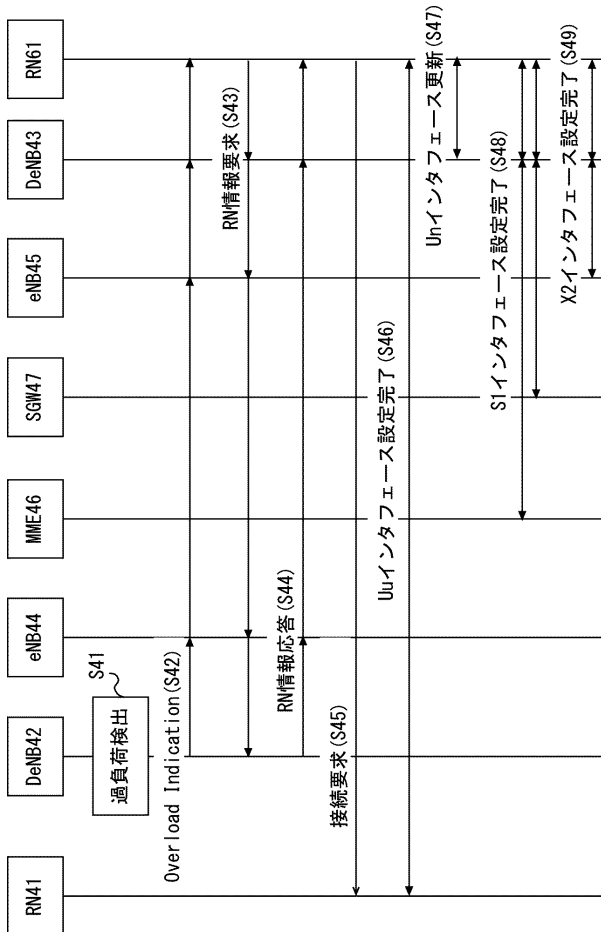 RN41
DeNB42
eNB44
MME46
SGW47
eNB45
DeNB43
RN61
S41
過負荷検出
Overload Indication(S42)
RN情報要求(S43)
RN情報応答(S44)
接続要求(S45)
Uuインタフェース設定完了(S46)
Unインタフェース更新(S47)
S1インタフェース設定完了(S48)
X2インタフェース設定完了(S49)